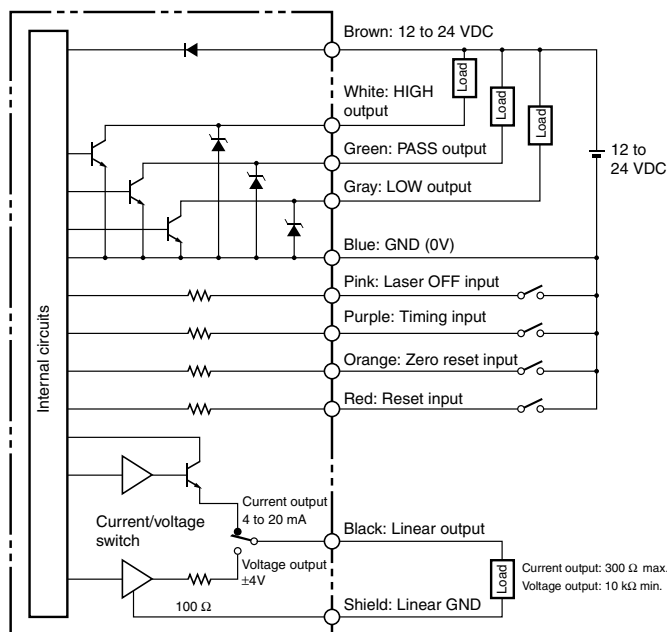 Brown: 12 to 24 VDC
Load
Load
Load
White: HIGH
output
Green: PASS output
12 to
24 VDC
Gray: LOW output
Blue: GND (0V)
Pink: Laser OFF input
Purple: Timing input
Orange: Zero reset input
Red: Reset input
Internal circuits
Current output
4 to 20 mA
Current/voltage
switch
Black: Linear output
Voltage output
±4V
Load
Current output: 300 Ω max.
Voltage output: 10 kΩ min.
100 Ω
Shield: Linear GND